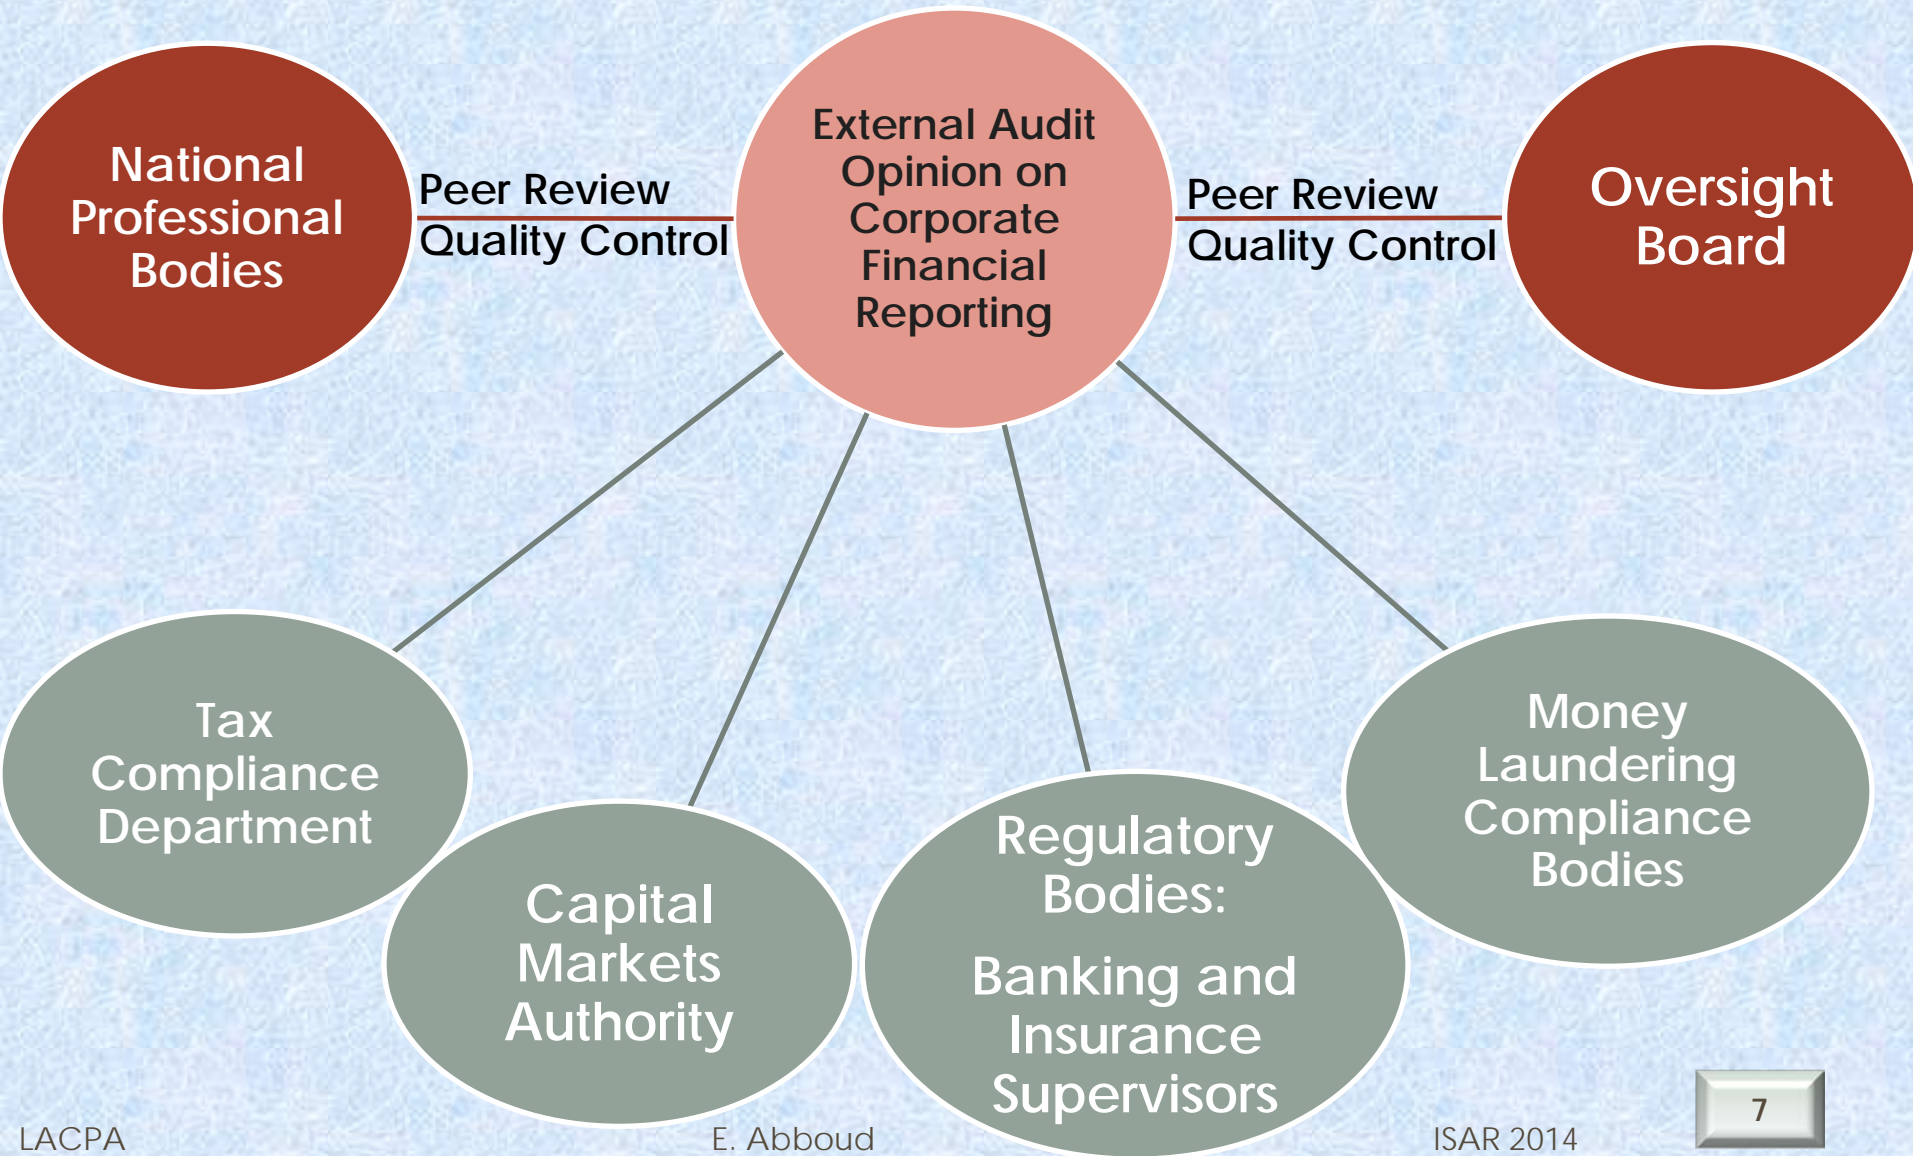 National
Professional
Bodies
Peer Review
Quality Control
External Audit
Opinion on
Corporate
Financial
Reporting
Peer Review
Quality Control
Oversight
Board
Tax
Compliance
Department
Capital
Markets
Authority
Regulatory
Bodies:
Banking and
Insurance
Supervisors
Money
Laundering
Compliance
Bodies
LACPA
E. Abboud
ISAR 2014
7